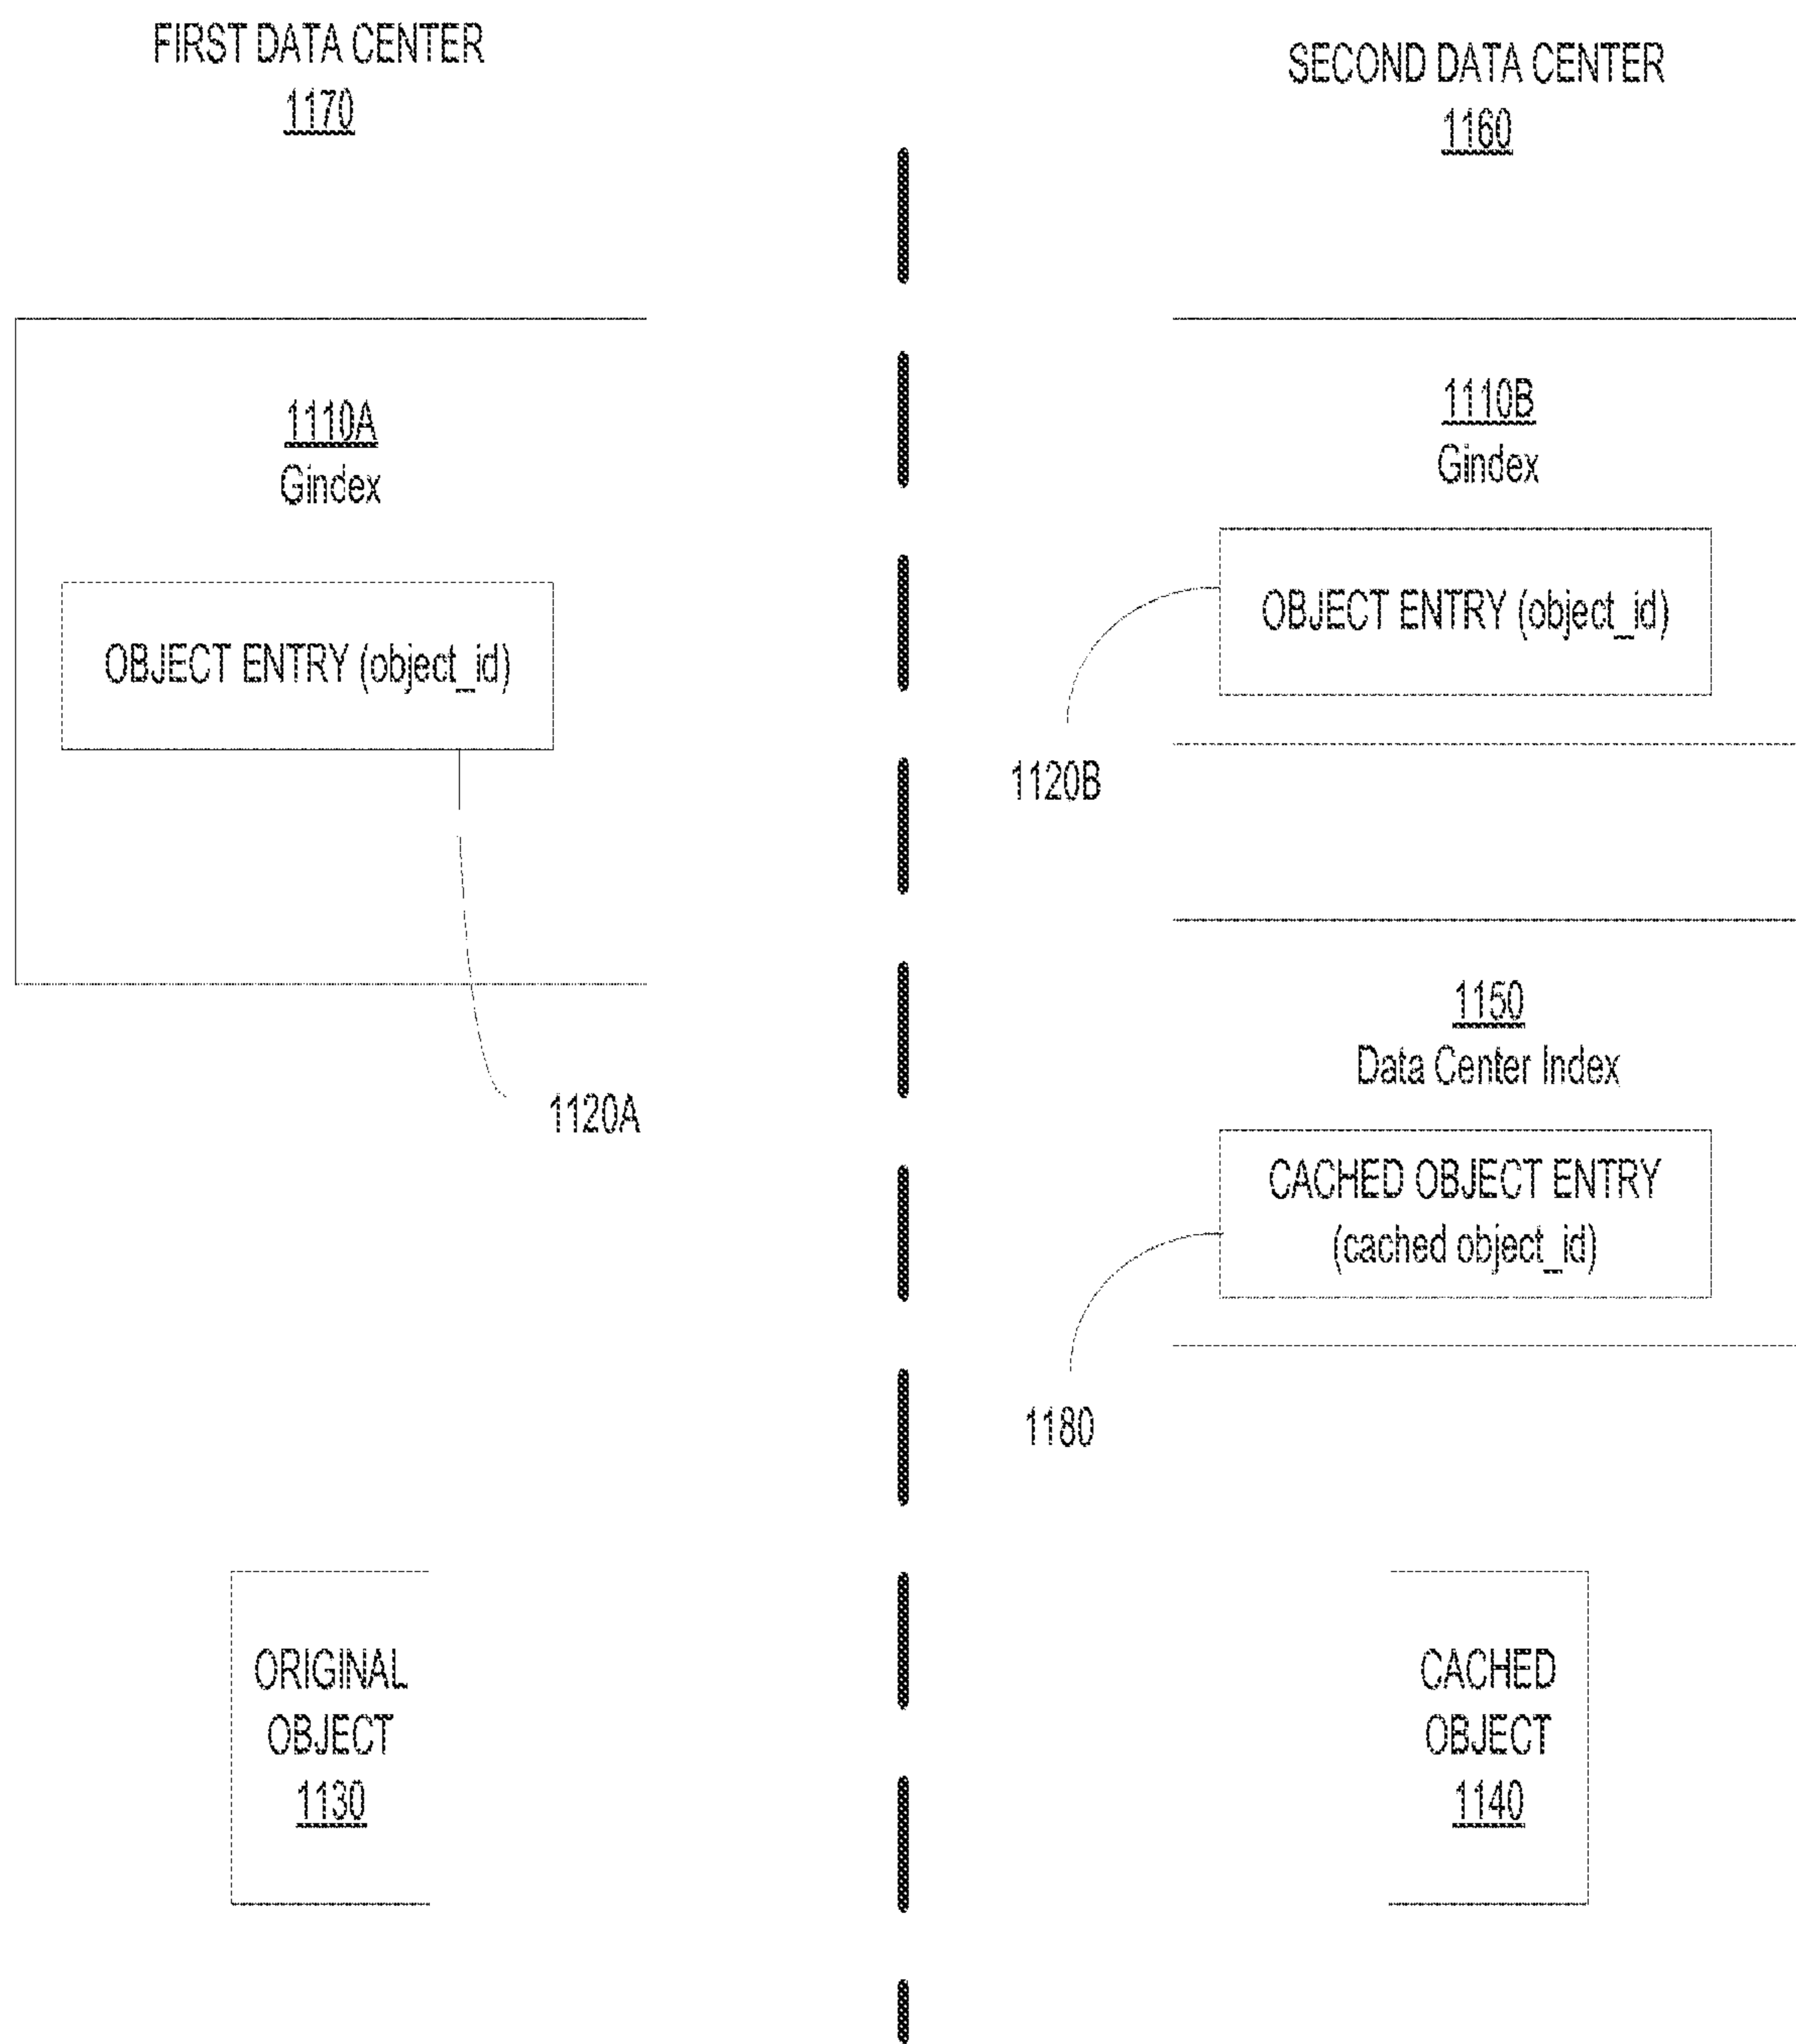 FIRST DATA CENTER
1170
1110A
Gindex
OBJECT ENTRY (object_id)
1120A
ORIGINAL
OBJECT
1130
SECOND DATA CENTER
1160
1110B
Gindex
OBJECT ENTRY (object_id)
1120B
1150
Data Center Index
CACHED OBJECT ENTRY
(cached object_id)
1180
CACHED
OBJECT
1140